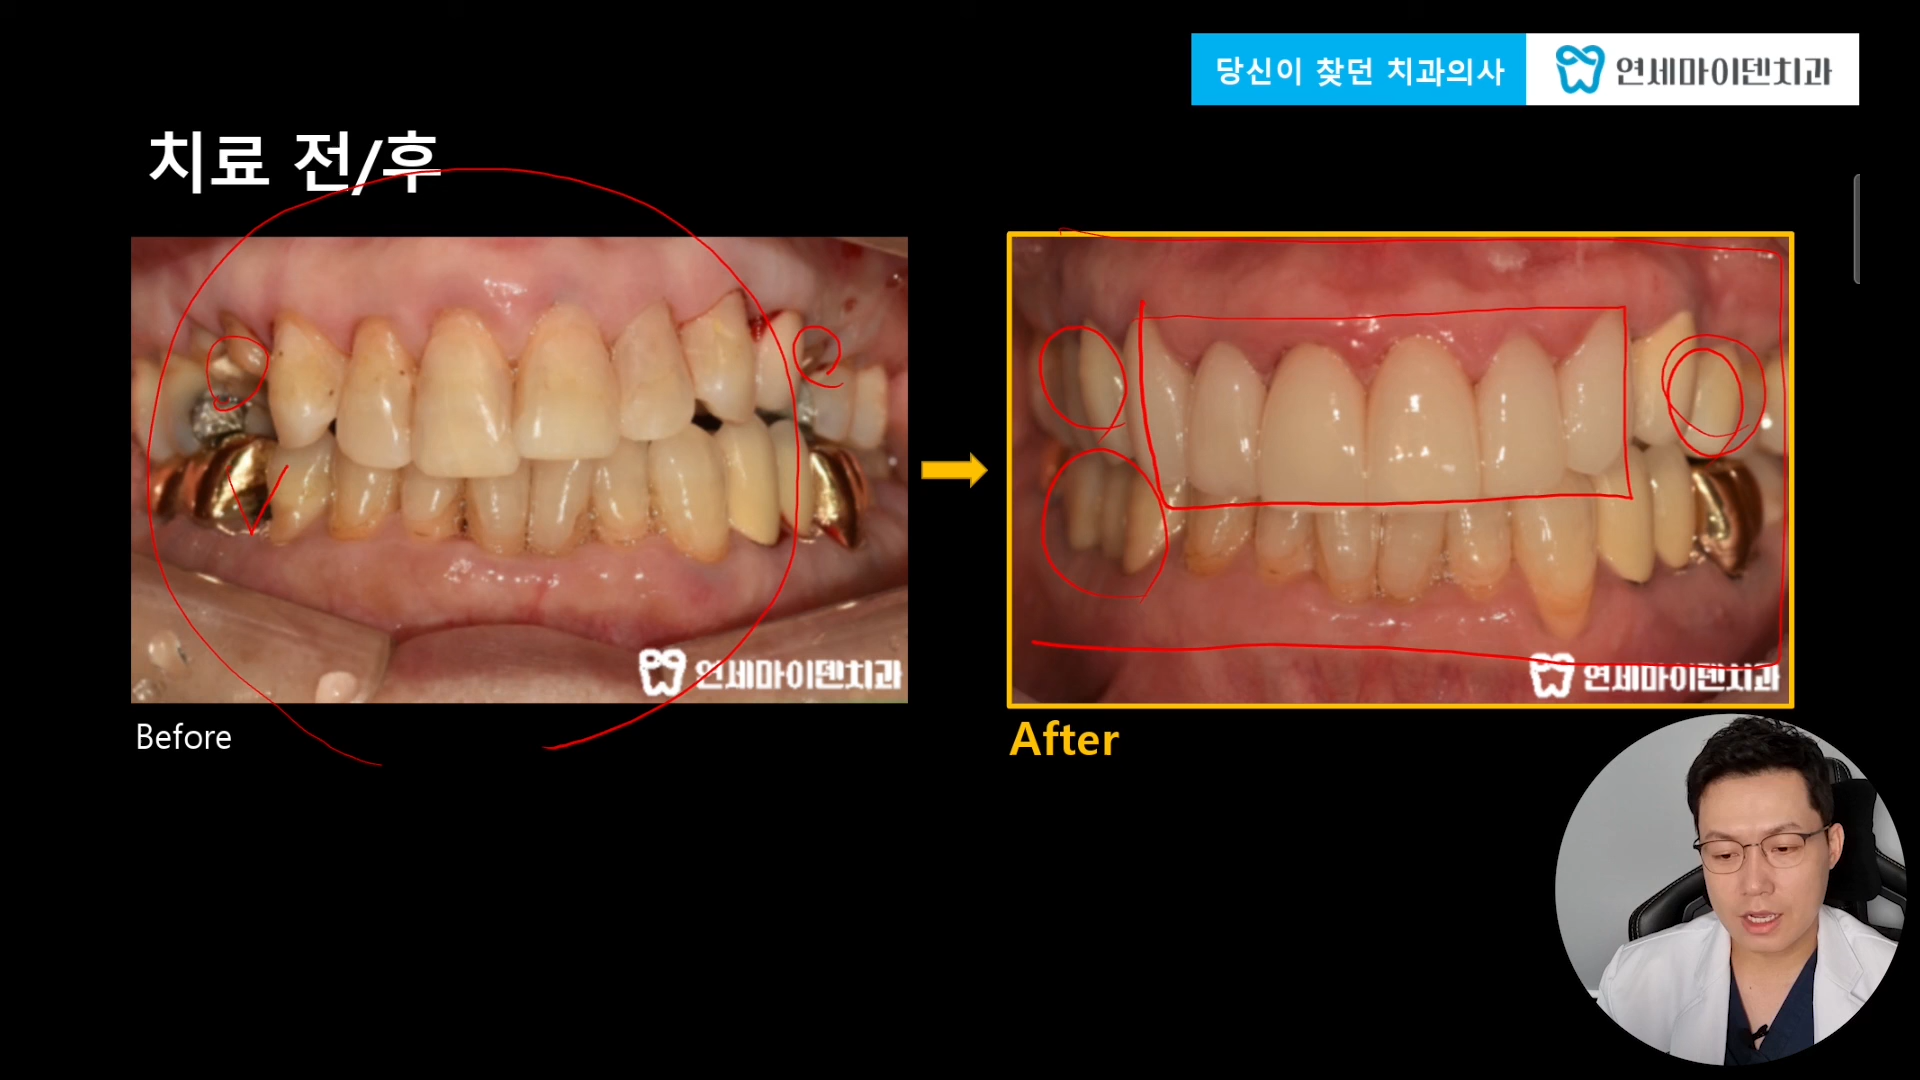 당신이 찾던 치과의사
연세마이덴치과
치료 전/후
연세마이덴치과
연세마이덴치과
Before
After